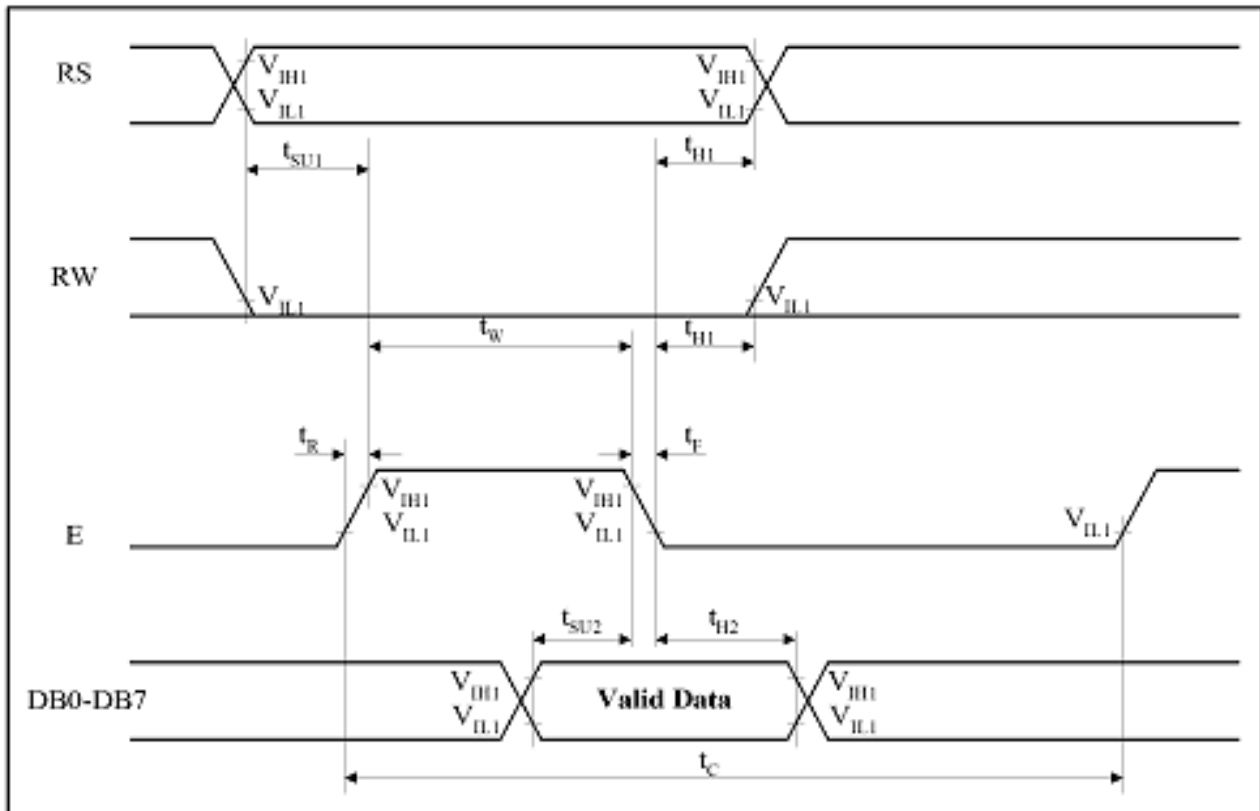 RS
V_IH1 V_IH1
V_IL1 V_IL1
t_SU1 t_H1
RW
V_IL1 V_IL1
t_W t_H1
t_R t_F
V_IH1 V_IH1
E V_IL1 V_IL1 V_IL1
t_SU2 t_H2
V_IH1 V_IH1
DB0-DB7 Valid Data
V_IL1 V_IL1
t_C